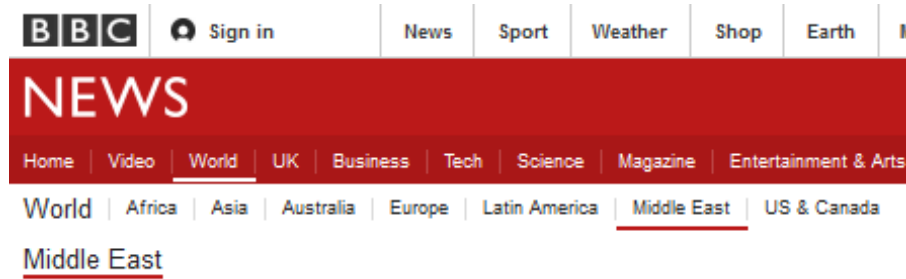 BBC Sign in News Sport Weather Shop Earth
NEWS
Home Video World UK Business Tech Science Magazine Entertainment & Arts
World Africa Asia Australia Europe Latin America Middle East US & Canada
Middle East